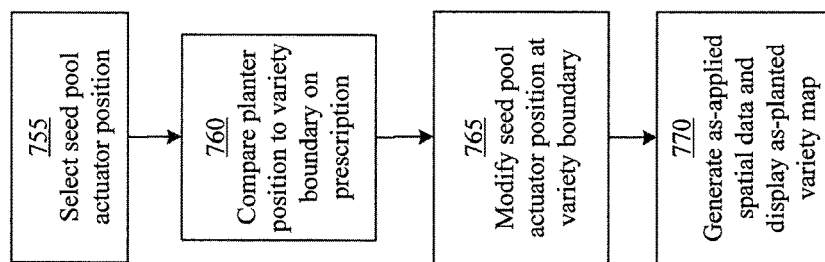 755
Select seed pool
actuator position
760
Compare planter
position to variety
boundary on
prescription
765
Modify seed pool
actuator position at
variety boundary
770
Generate as-applied
spatial data and
display as-planted
variety map